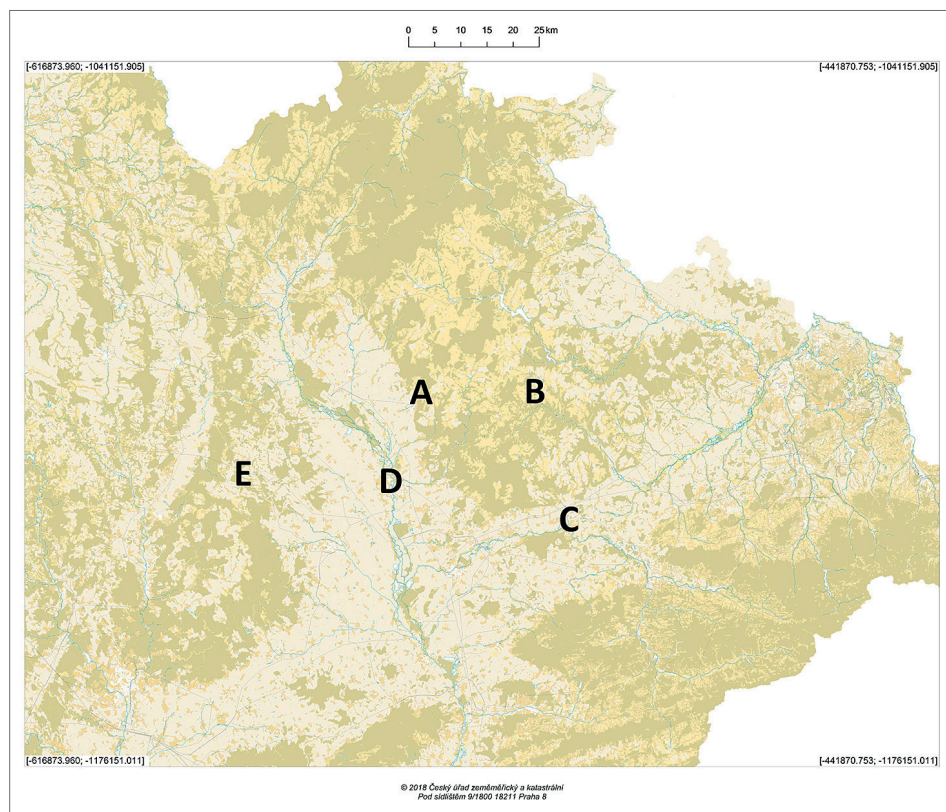 0 5 10 15 20 25 km
[-616873.960; -1041151.905] [-441870.753; -1041151.905]
A B
E D
C
[-616873.960; -1176151.011] [-441870.753; -1176151.011]
© 2018 Český úřad zeměměřický a katastrální
Pod sídlištěm 9/1800 18211 Praha 8